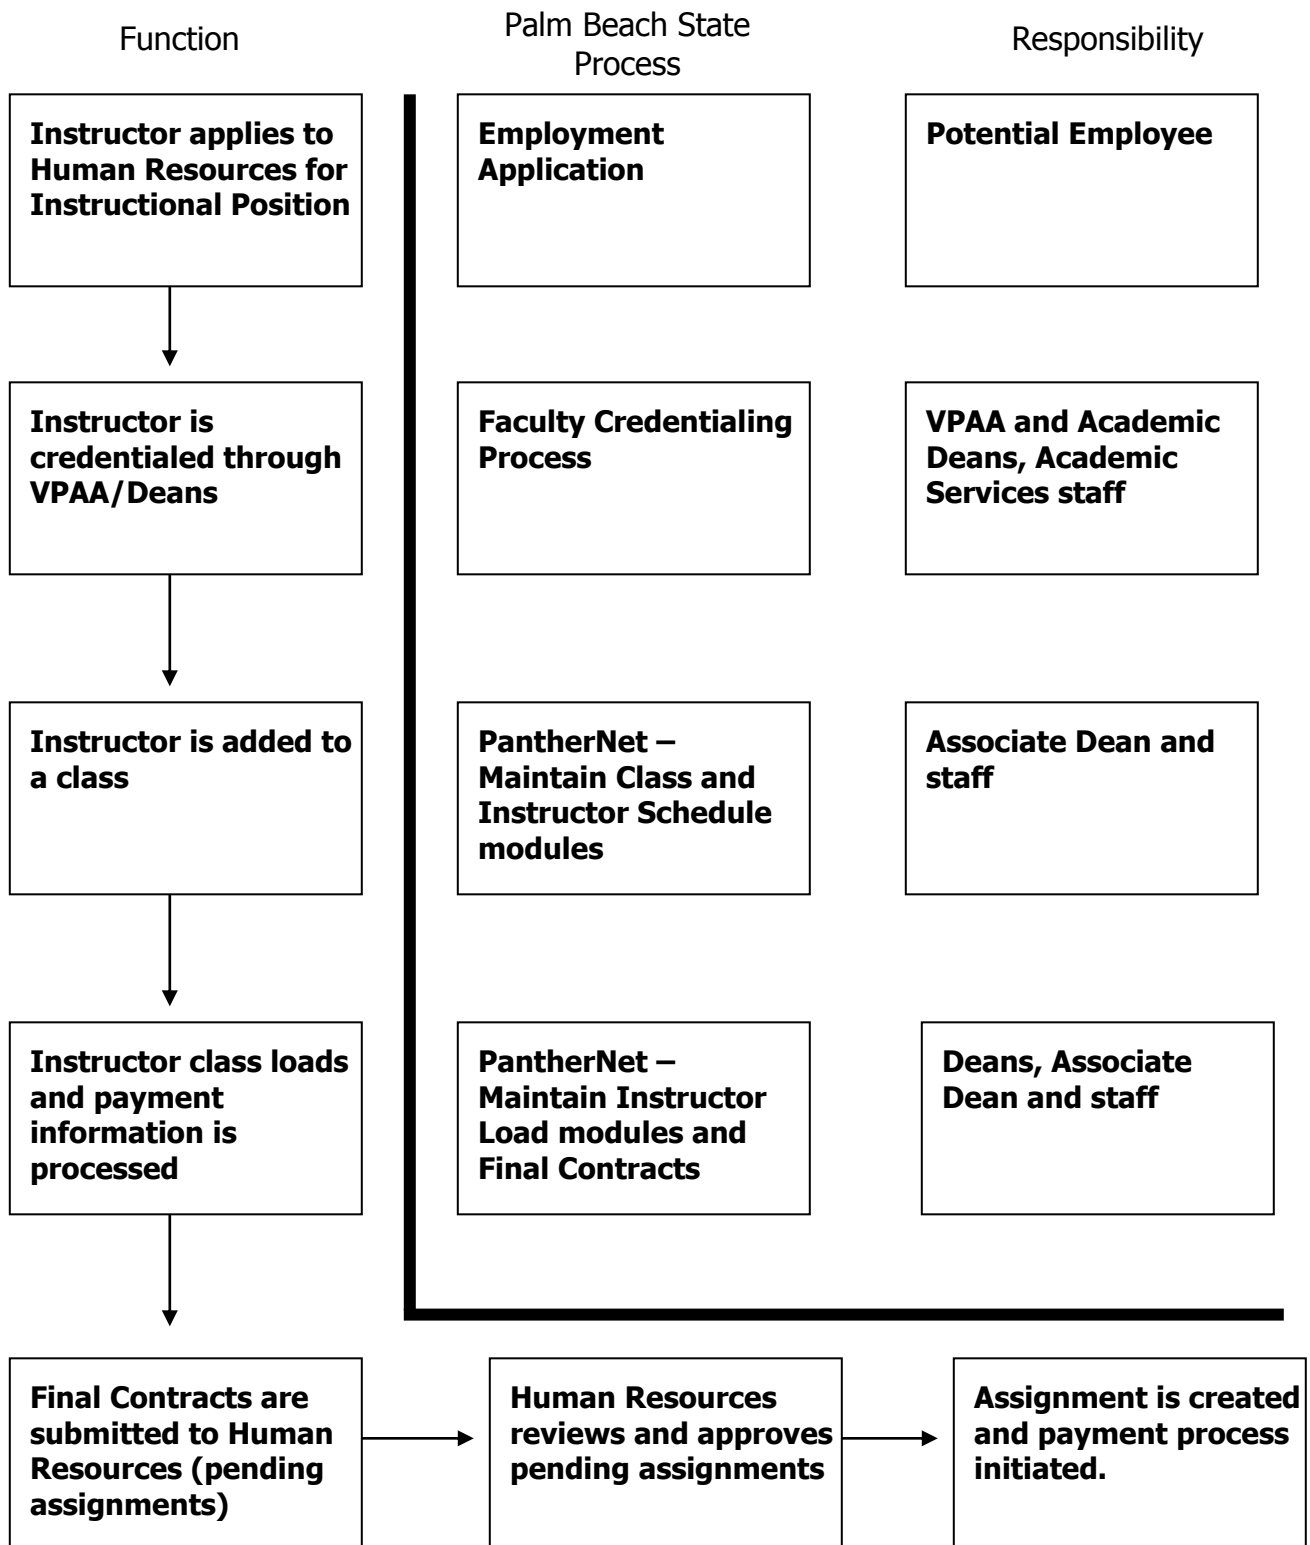 Function
Palm Beach State
Process
Responsibility
Instructor applies to
Human Resources for
Instructional Position
Employment
Application
Potential Employee
Instructor is
credentialed through
VPAA/Deans
Faculty Credentialing
Process
VPAA and Academic
Deans, Academic
Services staff
Instructor is added to
a class
PantherNet –
Maintain Class and
Instructor Schedule
modules
Associate Dean and
staff
Instructor class loads
and payment
information is
processed
PantherNet –
Maintain Instructor
Load modules and
Final Contracts
Deans, Associate
Dean and staff
Final Contracts are
submitted to Human
Resources (pending
assignments)
Human Resources
reviews and approves
pending assignments
Assignment is created
and payment process
initiated.